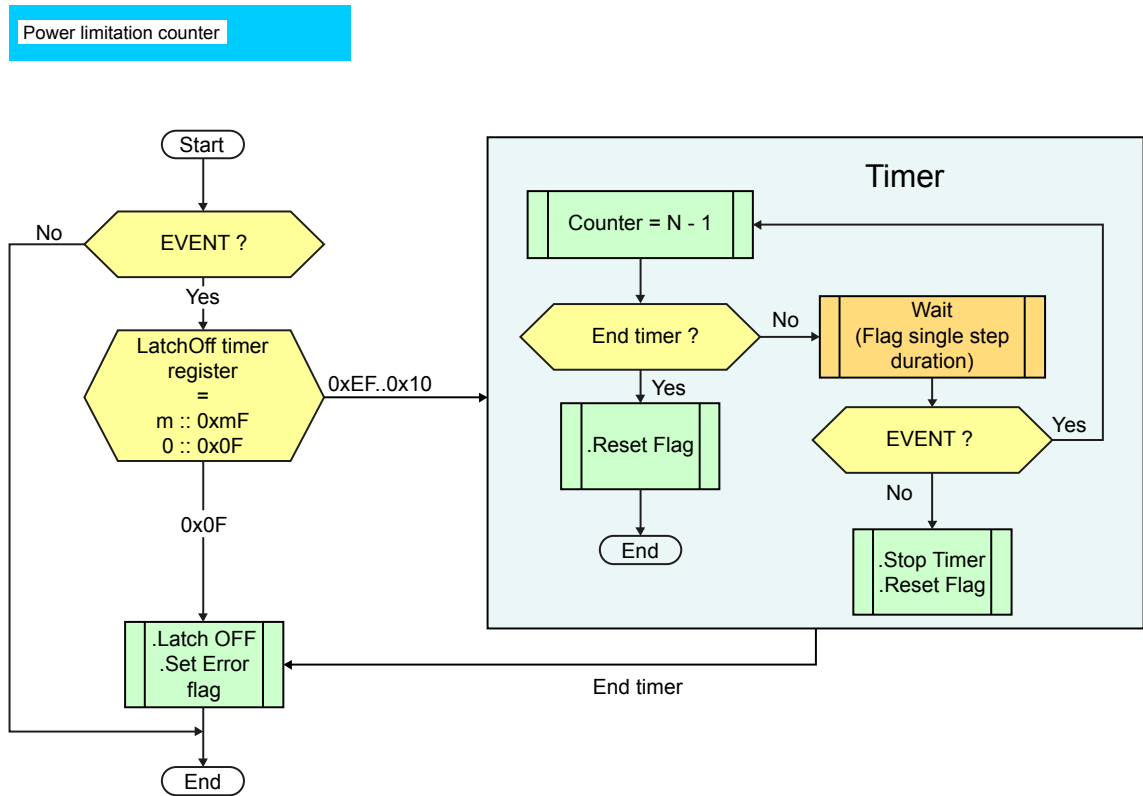 Power limitation counter
Start
EVENT ?
No
Yes
LatchOff timer
register
=
m :: 0xmF
0 :: 0x0F
0xEF..0x10
0x0F
.Latch OFF
.Set Error
flag
End
Timer
Counter = N - 1
End timer ?
No
Yes
.Reset Flag
End
Wait
(Flag single step
duration)
EVENT ?
Yes
No
.Stop Timer
.Reset Flag
End timer